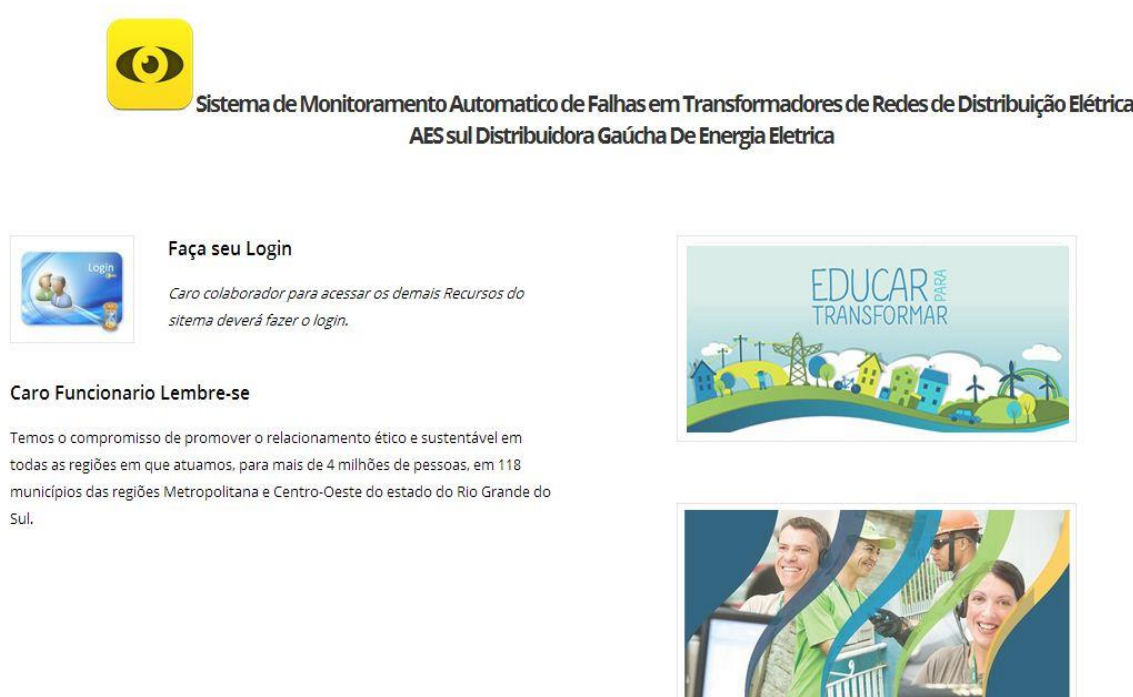 Sistema de Monitoramento Automatico de Falhas em Transformadores de Redes de Distribuição Elétrica
AES sul Distribuidora Gaúcha De Energia Eletrica
Login
Faça seu Login
Caro colaborador para acessar os demais Recursos do
sitema deverá fazer o login.
Caro Funcionario Lembre-se
Temos o compromisso de promover o relacionamento ético e sustentável em
todas as regiões em que atuamos, para mais de 4 milhões de pessoas, em 118
municípios das regiões Metropolitana e Centro-Oeste do estado do Rio Grande do
Sul.
EDUCAR PARA
TRANSFORMAR